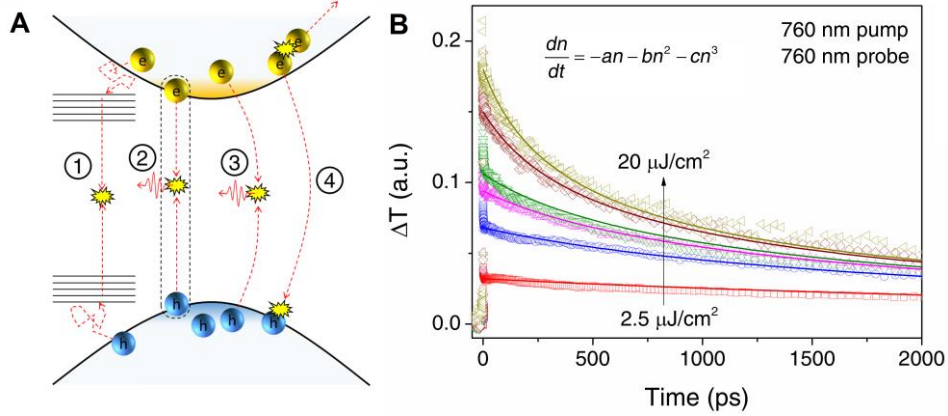 A
e
e
e
e
e
①
②
③
④
h
h
h
h
h
B
760 nm pump
760 nm probe
dn/dt = −an − bn² − cn³
20 μJ/cm²
2.5 μJ/cm²
ΔT (a.u.)
0.2
0.1
0.0
0
500
1000
1500
2000
Time (ps)